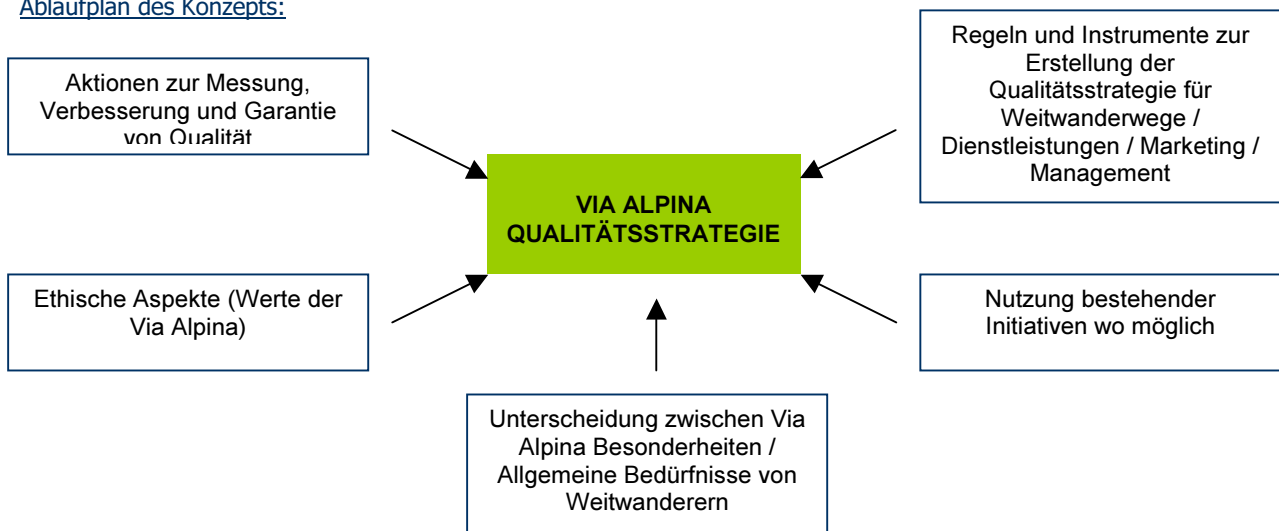 Ablaufplan des Konzepts:
Aktionen zur Messung,
Verbesserung und Garantie
von Qualität
Regeln und Instrumente zur
Erstellung der
Qualitätsstrategie für
Weitwanderwege /
Dienstleistungen / Marketing /
Management
VIA ALPINA
QUALITÄTSSTRATEGIE
Ethische Aspekte (Werte der
Via Alpina)
Nutzung bestehender
Initiativen wo möglich
Unterscheidung zwischen Via
Alpina Besonderheiten /
Allgemeine Bedürfnisse von
Weitwanderern